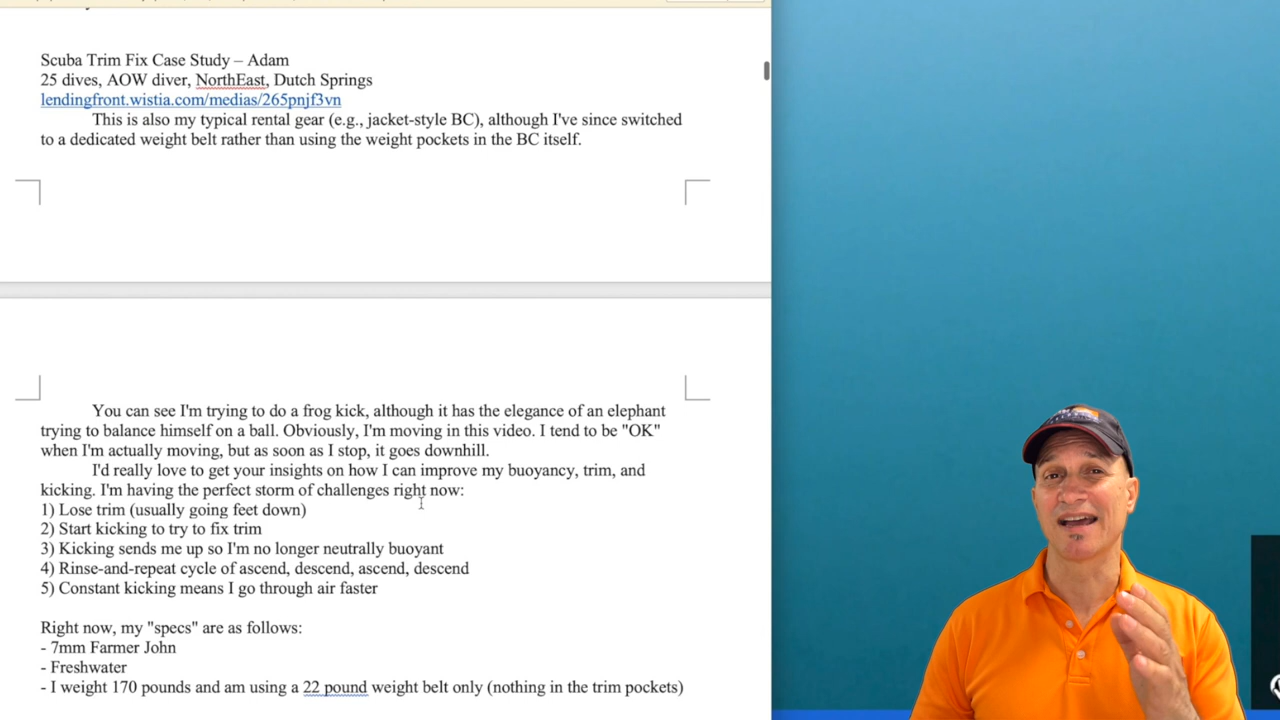 Scuba Trim Fix Case Study – Adam
25 dives, AOW diver, NorthEast, Dutch Springs
lendingfront.wistia.com/medias/265pnjf3vn
This is also my typical rental gear (e.g., jacket-style BC), although I've since switched
to a dedicated weight belt rather than using the weight pockets in the BC itself.
You can see I'm trying to do a frog kick, although it has the elegance of an elephant
trying to balance himself on a ball. Obviously, I'm moving in this video. I tend to be "OK"
when I'm actually moving, but as soon as I stop, it goes downhill.
I'd really love to get your insights on how I can improve my buoyancy, trim, and
kicking. I'm having the perfect storm of challenges right now:
1) Lose trim (usually going feet down)
2) Start kicking to try to fix trim
3) Kicking sends me up so I'm no longer neutrally buoyant
4) Rinse-and-repeat cycle of ascend, descend, ascend, descend
5) Constant kicking means I go through air faster
Right now, my "specs" are as follows:
- 7mm Farmer John
- Freshwater
- I weight 170 pounds and am using a 22 pound weight belt only (nothing in the trim pockets)